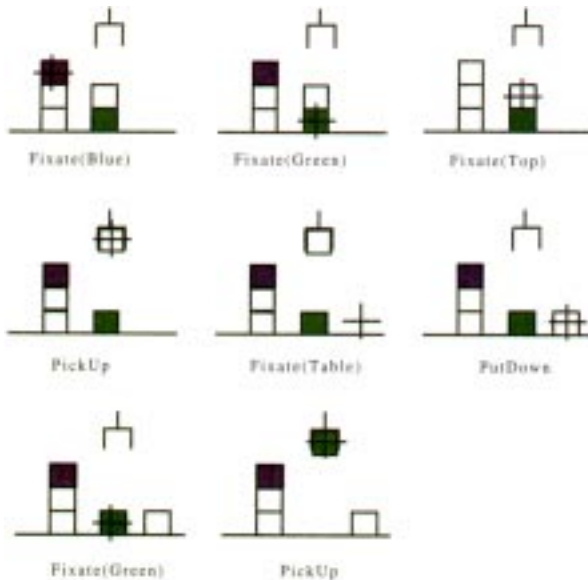 Fixate(Blue)
Fixate(Green)
Fixate(Top)
PickUp
Fixate(Table)
PutDown
Fixate(Green)
PickUp